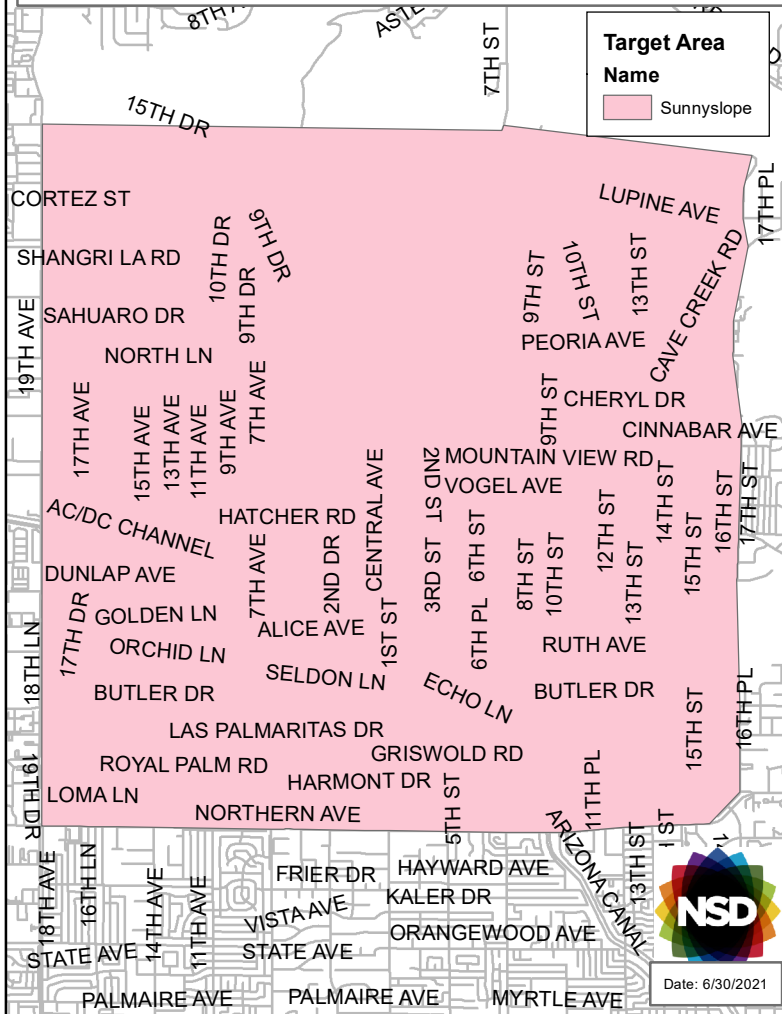 8TH
ASTE
7TH ST
Target Area
Name
Sunnyslope
15TH DR
CORTEZ ST
LUPINE AVE
17TH PL
SHANGRI LA RD
10TH DR
9TH DR
9TH ST
10TH ST
13TH ST
CAVE CREEK RD
19TH AVE
SAHUARO DR
9TH DR
NORTH LN
PEORIA AVE
17TH AVE
15TH AVE
13TH AVE
11TH AVE
9TH AVE
7TH AVE
9TH ST
CHERYL DR
CINNABAR AVE
CENTRAL AVE
2ND ST
MOUNTAIN VIEW RD
VOGEL AVE
AC/DC CHANNEL
HATCHER RD
6TH ST
12TH ST
14TH ST
15TH ST
16TH ST
17TH ST
DUNLAP AVE
7TH AVE
2ND DR
3RD ST
8TH ST
10TH ST
13TH ST
17TH DR
GOLDEN LN
ALICE AVE
1ST ST
6TH PL
RUTH AVE
18TH LN
ORCHID LN
SELDON LN
ECHO LN
BUTLER DR
BUTLER DR
15TH ST
16TH PL
LAS PALMARITAS DR
GRISWOLD RD
19TH DR
ROYAL PALM RD
HARMONT DR
LOMA LN
NORTHERN AVE
5TH ST
11TH PL
ARIZONA CANAL
13TH ST
ST
18TH AVE
16TH LN
14TH AVE
11TH AVE
FRIER DR
HAYWARD AVE
KALER DR
VISTA AVE
ORANGEWOOD AVE
NSD
STATE AVE
STATE AVE
Date: 6/30/2021
PALMAIRE AVE
PALMAIRE AVE
MYRTLE AVE